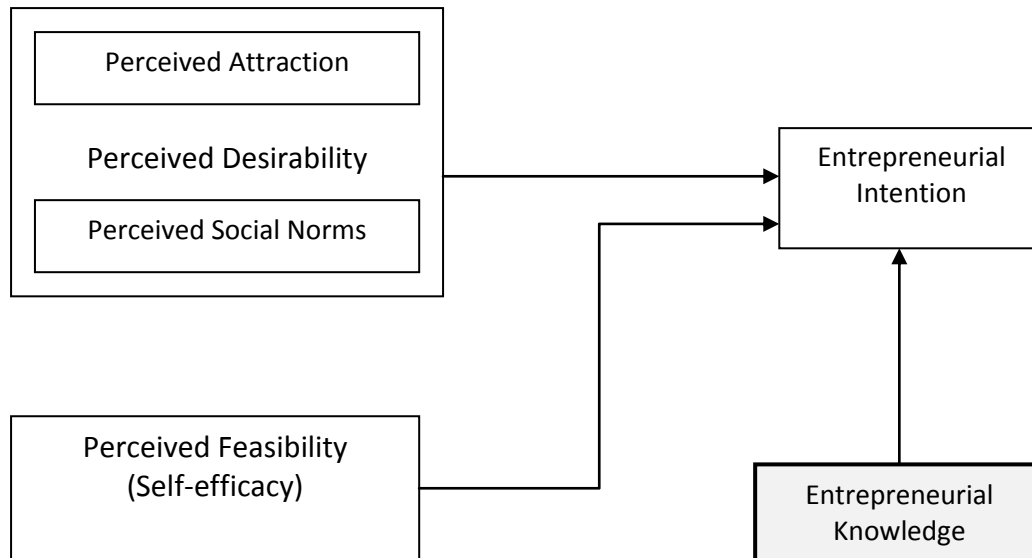 Perceived Attraction
Perceived Desirability
Perceived Social Norms
Entrepreneurial
Intention
Perceived Feasibility
(Self-efficacy)
Entrepreneurial
Knowledge